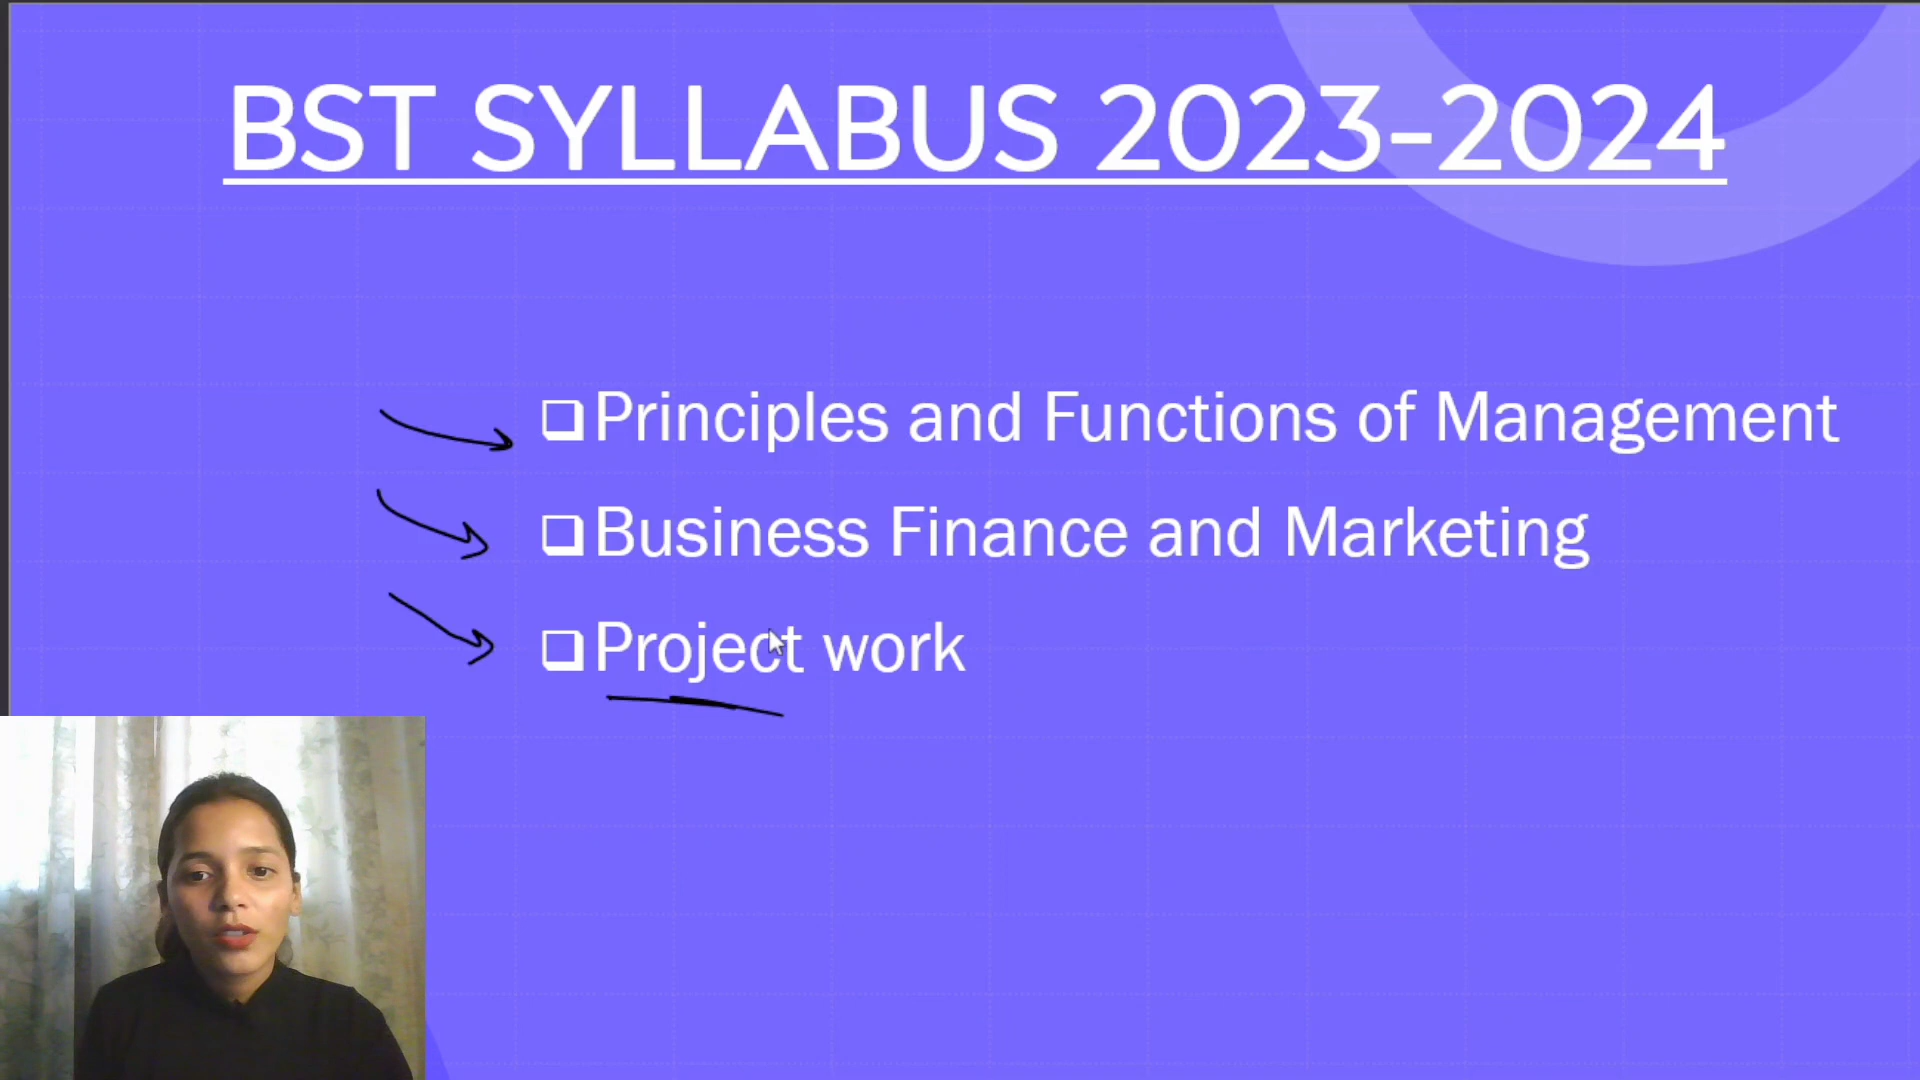 BST SYLLABUS 2023-2024
Principles and Functions of Management
Business Finance and Marketing
Project work